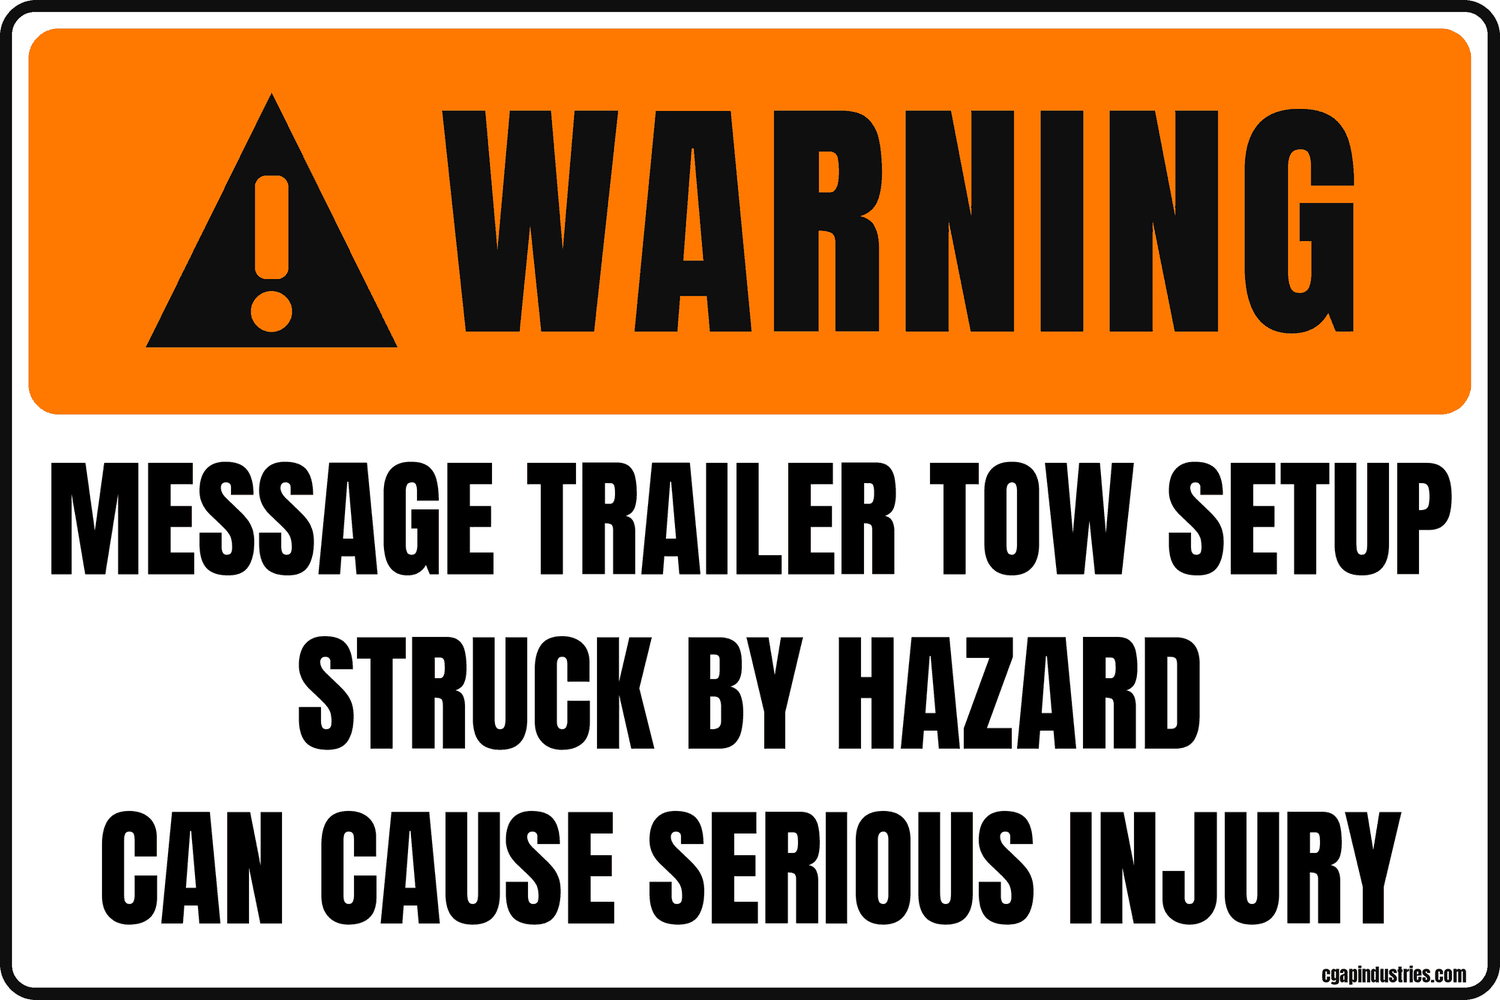 WARNING
MESSAGE TRAILER TOW SETUP
STRUCK BY HAZARD
CAN CAUSE SERIOUS INJURY
cgapindustries.com